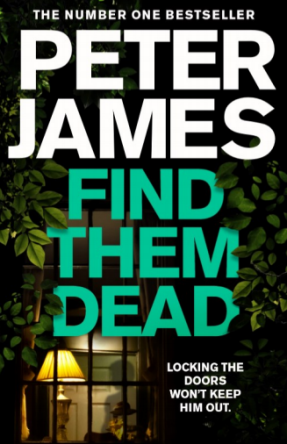 THE NUMBER ONE BESTSELLER
PETER
JAMES
FIND
THEM
DEAD
LOCKING THE
DOORS
WON'T KEEP
HIM OUT.